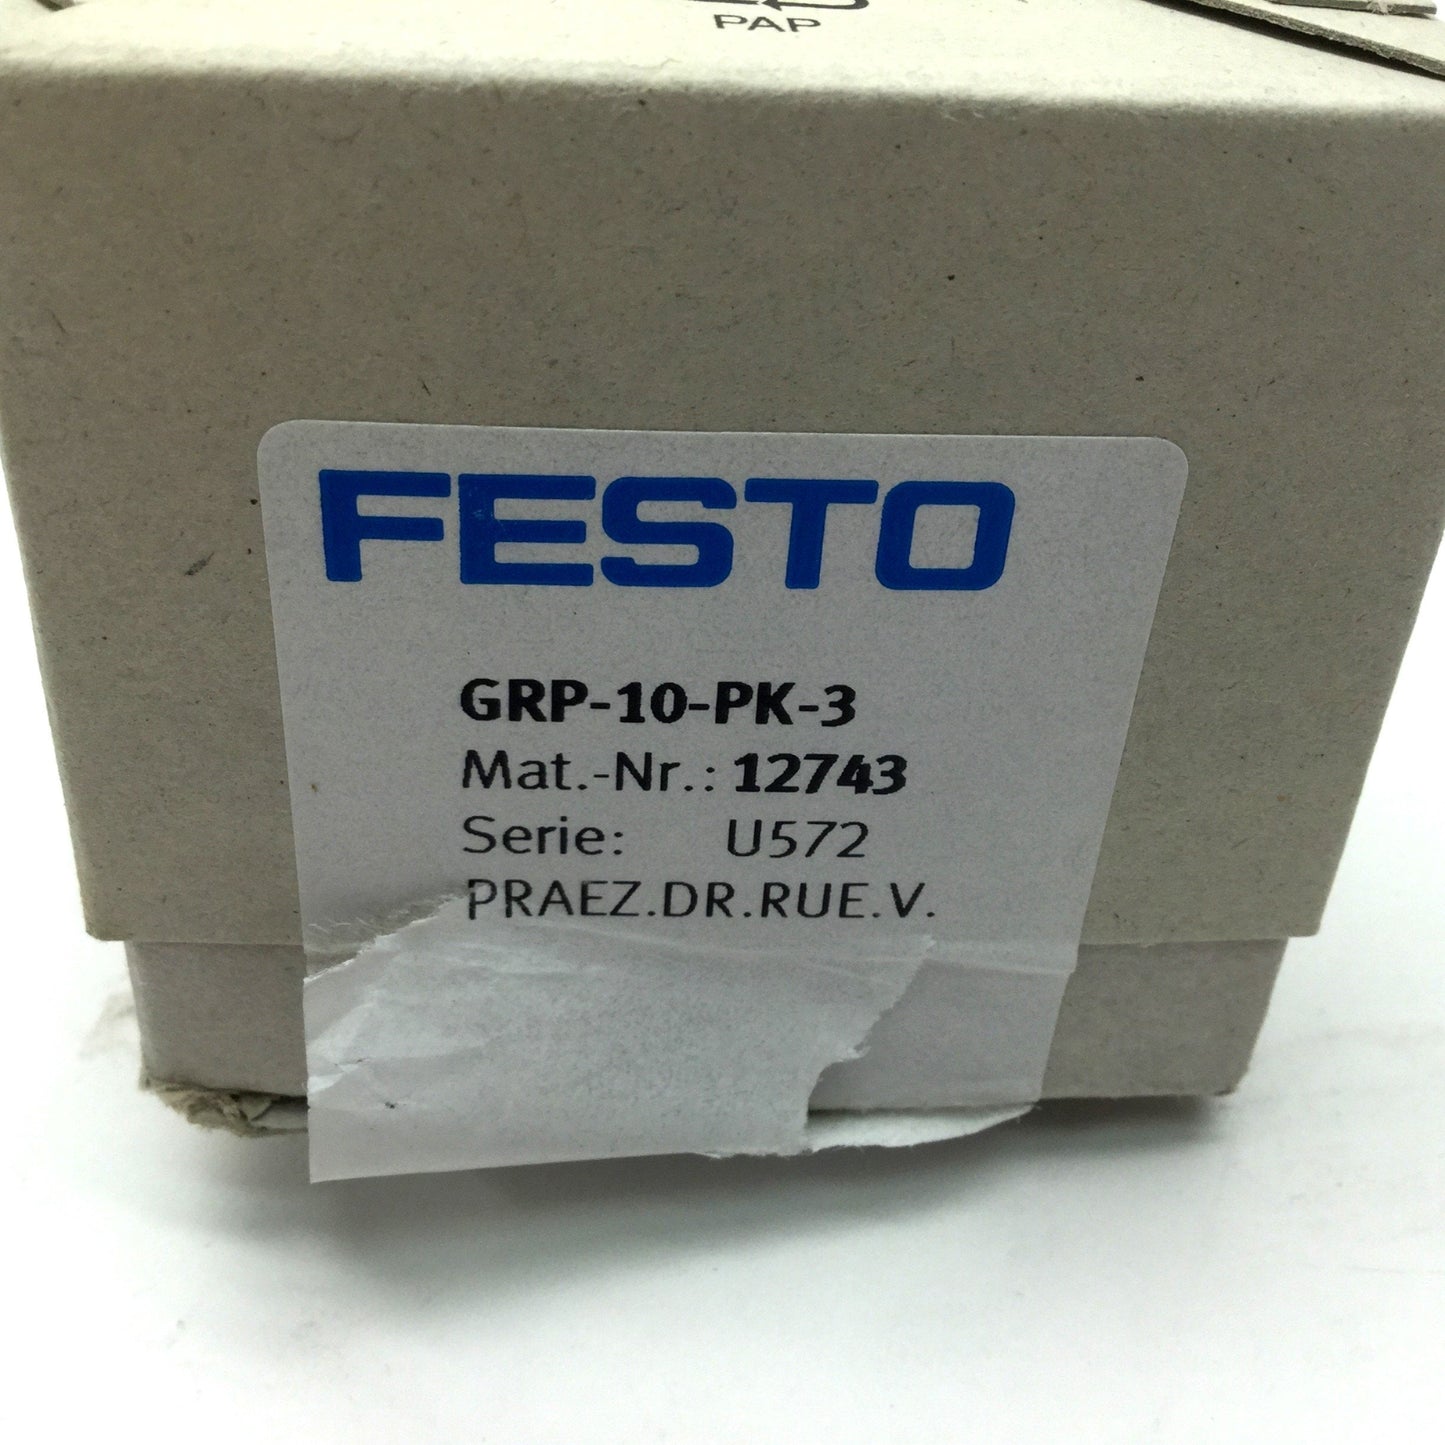 PAP
FESTO
GRP-10-PK-3
Mat.-Nr.: 12743
Serie: U572
PRAEZ.DR.RUE.V.